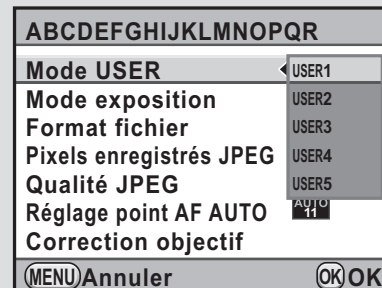 ABCDEFGHIJKLMNOPQR
Mode USER USER1
Mode exposition USER2
Format fichier USER3
Pixels enregistrés JPEG USER4
Qualité JPEG USER5
Réglage point AF AUTO AUTO 11
Correction objectif
MENU Annuler OK OK